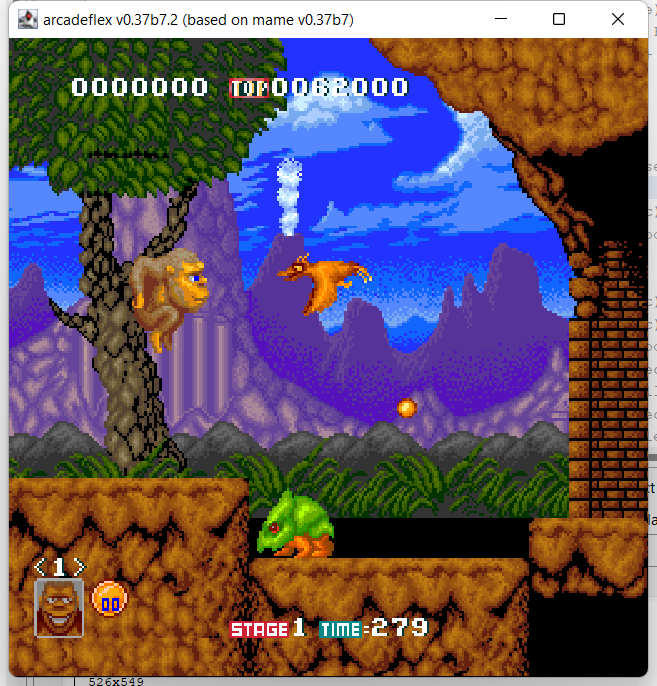 arcadeflex v0.37b7.2 (based on mame v0.37b7)
0000000 TOP0062000
<1>
00
STAGE1 TIME:279
526x549